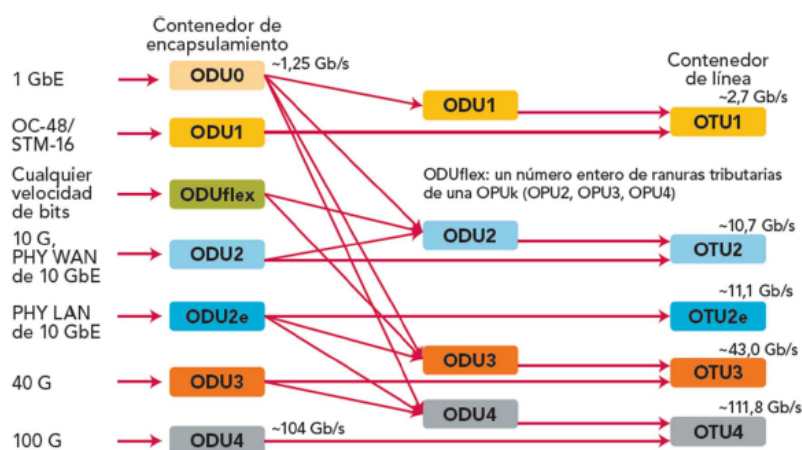 Contenedor de
encapsulamiento
~1,25 Gb/s
Contenedor
de línea
1 GbE
ODU0
ODU1
~2,7 Gb/s
OTU1
OC-48/
STM-16
ODU1
Cualquier
velocidad
de bits
ODUflex
ODUflex: un número entero de ranuras tributarias
de una OPUk (OPU2, OPU3, OPU4)
10 G,
PHY WAN
de 10 GbE
ODU2
ODU2
~10,7 Gb/s
OTU2
PHY LAN
de 10 GbE
ODU2e
~11,1 Gb/s
OTU2e
40 G
ODU3
ODU3
~43,0 Gb/s
OTU3
100 G
ODU4
~104 Gb/s
ODU4
~111,8 Gb/s
OTU4